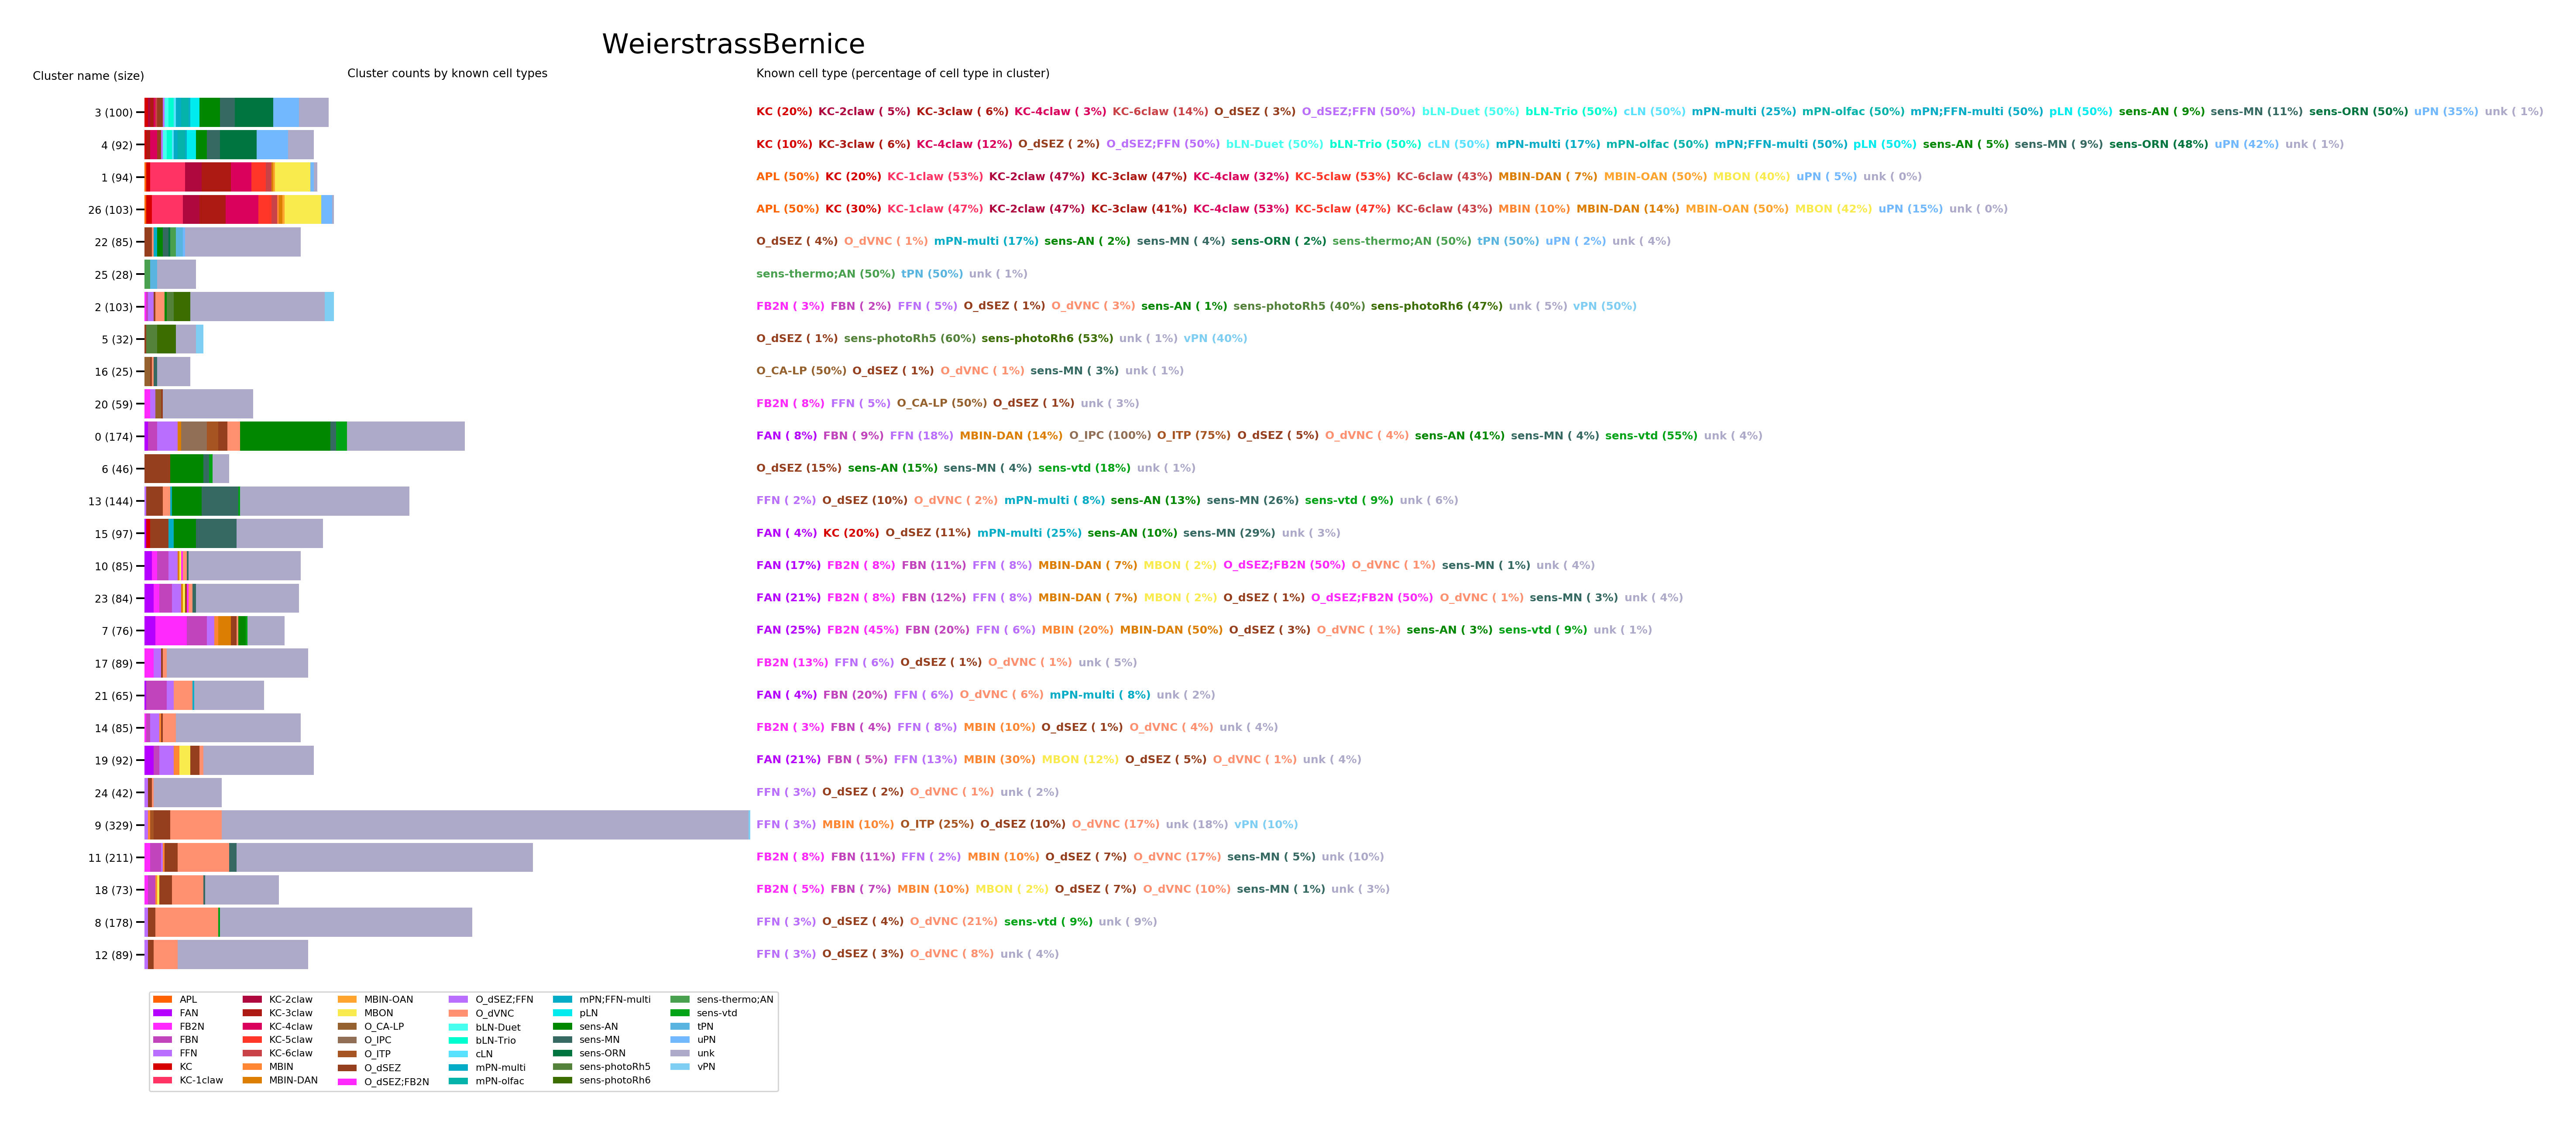 WeierstrassBernice
Cluster name (size) Cluster counts by known cell types Known cell type (percentage of cell type in cluster)
3 (100) KC (20%) KC-2claw ( 5%) KC-3claw ( 6%) KC-4claw ( 3%) KC-6claw (14%) O_dSEZ ( 3%) O_dSEZ;FFN (50%) bLN-Duet (50%) bLN-Trio (50%) cLN (50%) mPN-multi (25%) mPN-olfac (50%) mPN;FFN-multi (50%) pLN (50%) sens-AN ( 9%) sens-MN (11%) sens-ORN (50%) uPN (35%) unk ( 1%)
4 (92) KC (10%) KC-3claw ( 6%) KC-4claw (12%) O_dSEZ ( 2%) O_dSEZ;FFN (50%) bLN-Duet (50%) bLN-Trio (50%) cLN (50%) mPN-multi (17%) mPN-olfac (50%) mPN;FFN-multi (50%) pLN (50%) sens-AN ( 5%) sens-MN ( 9%) sens-ORN (48%) uPN (42%) unk ( 1%)
1 (94) APL (50%) KC (20%) KC-1claw (53%) KC-2claw (47%) KC-3claw (47%) KC-4claw (32%) KC-5claw (53%) KC-6claw (43%) MBIN-DAN ( 7%) MBIN-OAN (50%) MBON (40%) uPN ( 5%) unk ( 0%)
26 (103) APL (50%) KC (30%) KC-1claw (47%) KC-2claw (47%) KC-3claw (41%) KC-4claw (53%) KC-5claw (47%) KC-6claw (43%) MBIN (10%) MBIN-DAN (14%) MBIN-OAN (50%) MBON (42%) uPN (15%) unk ( 0%)
22 (85) O_dSEZ ( 4%) O_dVNC ( 1%) mPN-multi (17%) sens-AN ( 2%) sens-MN ( 4%) sens-ORN ( 2%) sens-thermo;AN (50%) tPN (50%) uPN ( 2%) unk ( 4%)
25 (28) sens-thermo;AN (50%) tPN (50%) unk ( 1%)
2 (103) FB2N ( 3%) FBN ( 2%) FFN ( 5%) O_dSEZ ( 1%) O_dVNC ( 3%) sens-AN ( 1%) sens-photoRh5 (40%) sens-photoRh6 (47%) unk ( 5%) vPN (50%)
5 (32) O_dSEZ ( 1%) sens-photoRh5 (60%) sens-photoRh6 (53%) unk ( 1%) vPN (40%)
16 (25) O_CA-LP (50%) O_dSEZ ( 1%) O_dVNC ( 1%) sens-MN ( 3%) unk ( 1%)
20 (59) FB2N ( 8%) FFN ( 5%) O_CA-LP (50%) O_dSEZ ( 1%) unk ( 3%)
0 (174) FAN ( 8%) FBN ( 9%) FFN (18%) MBIN-DAN (14%) O_IPC (100%) O_ITP (75%) O_dSEZ ( 5%) O_dVNC ( 4%) sens-AN (41%) sens-MN ( 4%) sens-vtd (55%) unk ( 4%)
6 (46) O_dSEZ (15%) sens-AN (15%) sens-MN ( 4%) sens-vtd (18%) unk ( 1%)
13 (144) FFN ( 2%) O_dSEZ (10%) O_dVNC ( 2%) mPN-multi ( 8%) sens-AN (13%) sens-MN (26%) sens-vtd ( 9%) unk ( 6%)
15 (97) FAN ( 4%) KC (20%) O_dSEZ (11%) mPN-multi (25%) sens-AN (10%) sens-MN (29%) unk ( 3%)
10 (85) FAN (17%) FB2N ( 8%) FBN (11%) FFN ( 8%) MBIN-DAN ( 7%) MBON ( 2%) O_dSEZ;FB2N (50%) O_dVNC ( 1%) sens-MN ( 1%) unk ( 4%)
23 (84) FAN (21%) FB2N ( 8%) FBN (12%) FFN ( 8%) MBIN-DAN ( 7%) MBON ( 2%) O_dSEZ ( 1%) O_dSEZ;FB2N (50%) O_dVNC ( 1%) sens-MN ( 3%) unk ( 4%)
7 (76) FAN (25%) FB2N (45%) FBN (20%) FFN ( 6%) MBIN (20%) MBIN-DAN (50%) O_dSEZ ( 3%) O_dVNC ( 1%) sens-AN ( 3%) sens-vtd ( 9%) unk ( 1%)
17 (89) FB2N (13%) FFN ( 6%) O_dSEZ ( 1%) O_dVNC ( 1%) unk ( 5%)
21 (65) FAN ( 4%) FBN (20%) FFN ( 6%) O_dVNC ( 6%) mPN-multi ( 8%) unk ( 2%)
14 (85) FB2N ( 3%) FBN ( 4%) FFN ( 8%) MBIN (10%) O_dSEZ ( 1%) O_dVNC ( 4%) unk ( 4%)
19 (92) FAN (21%) FBN ( 5%) FFN (13%) MBIN (30%) MBON (12%) O_dSEZ ( 5%) O_dVNC ( 1%) unk ( 4%)
24 (42) FFN ( 3%) O_dSEZ ( 2%) O_dVNC ( 1%) unk ( 2%)
9 (329) FFN ( 3%) MBIN (10%) O_ITP (25%) O_dSEZ (10%) O_dVNC (17%) unk (18%) vPN (10%)
11 (211) FB2N ( 8%) FBN (11%) FFN ( 2%) MBIN (10%) O_dSEZ ( 7%) O_dVNC (17%) sens-MN ( 5%) unk (10%)
18 (73) FB2N ( 5%) FBN ( 7%) MBIN (10%) MBON ( 2%) O_dSEZ ( 7%) O_dVNC (10%) sens-MN ( 1%) unk ( 3%)
8 (178) FFN ( 3%) O_dSEZ ( 4%) O_dVNC (21%) sens-vtd ( 9%) unk ( 9%)
12 (89) FFN ( 3%) O_dSEZ ( 3%) O_dVNC ( 8%) unk ( 4%)
APL KC-2claw MBIN-OAN O_dSEZ;FFN mPN;FFN-multi sens-thermo;AN
FAN KC-3claw MBON O_dVNC pLN sens-vtd
FB2N KC-4claw O_CA-LP bLN-Duet sens-AN tPN
FBN KC-5claw O_IPC bLN-Trio sens-MN uPN
FFN KC-6claw O_ITP cLN sens-ORN unk
KC MBIN O_dSEZ mPN-multi sens-photoRh5 vPN
KC-1claw MBIN-DAN O_dSEZ;FB2N mPN-olfac sens-photoRh6